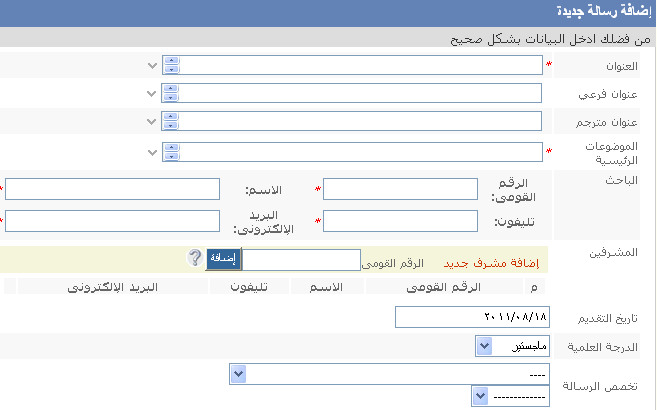 إضافة رسالة جديدة
من فضلك ادخل البيانات بشكل صحيح
العنوان *
عنوان فرعي
عنوان مترجم
الموضوعات الرئيسية *
الباحث
الرقم القومى: * الاسم: *
تليفون: * البريد الإلكترونى: *
المشرفين
إضافة مشرف جديد الرقم القومى إضافة ?
م الرقم القومى الاسم تليفون البريد الإلكترونى
تاريخ التقديم ٢٠١١/٠٨/١٨
الدرجة العلمية ماجستير
تخصص الرسالة ----
-------------